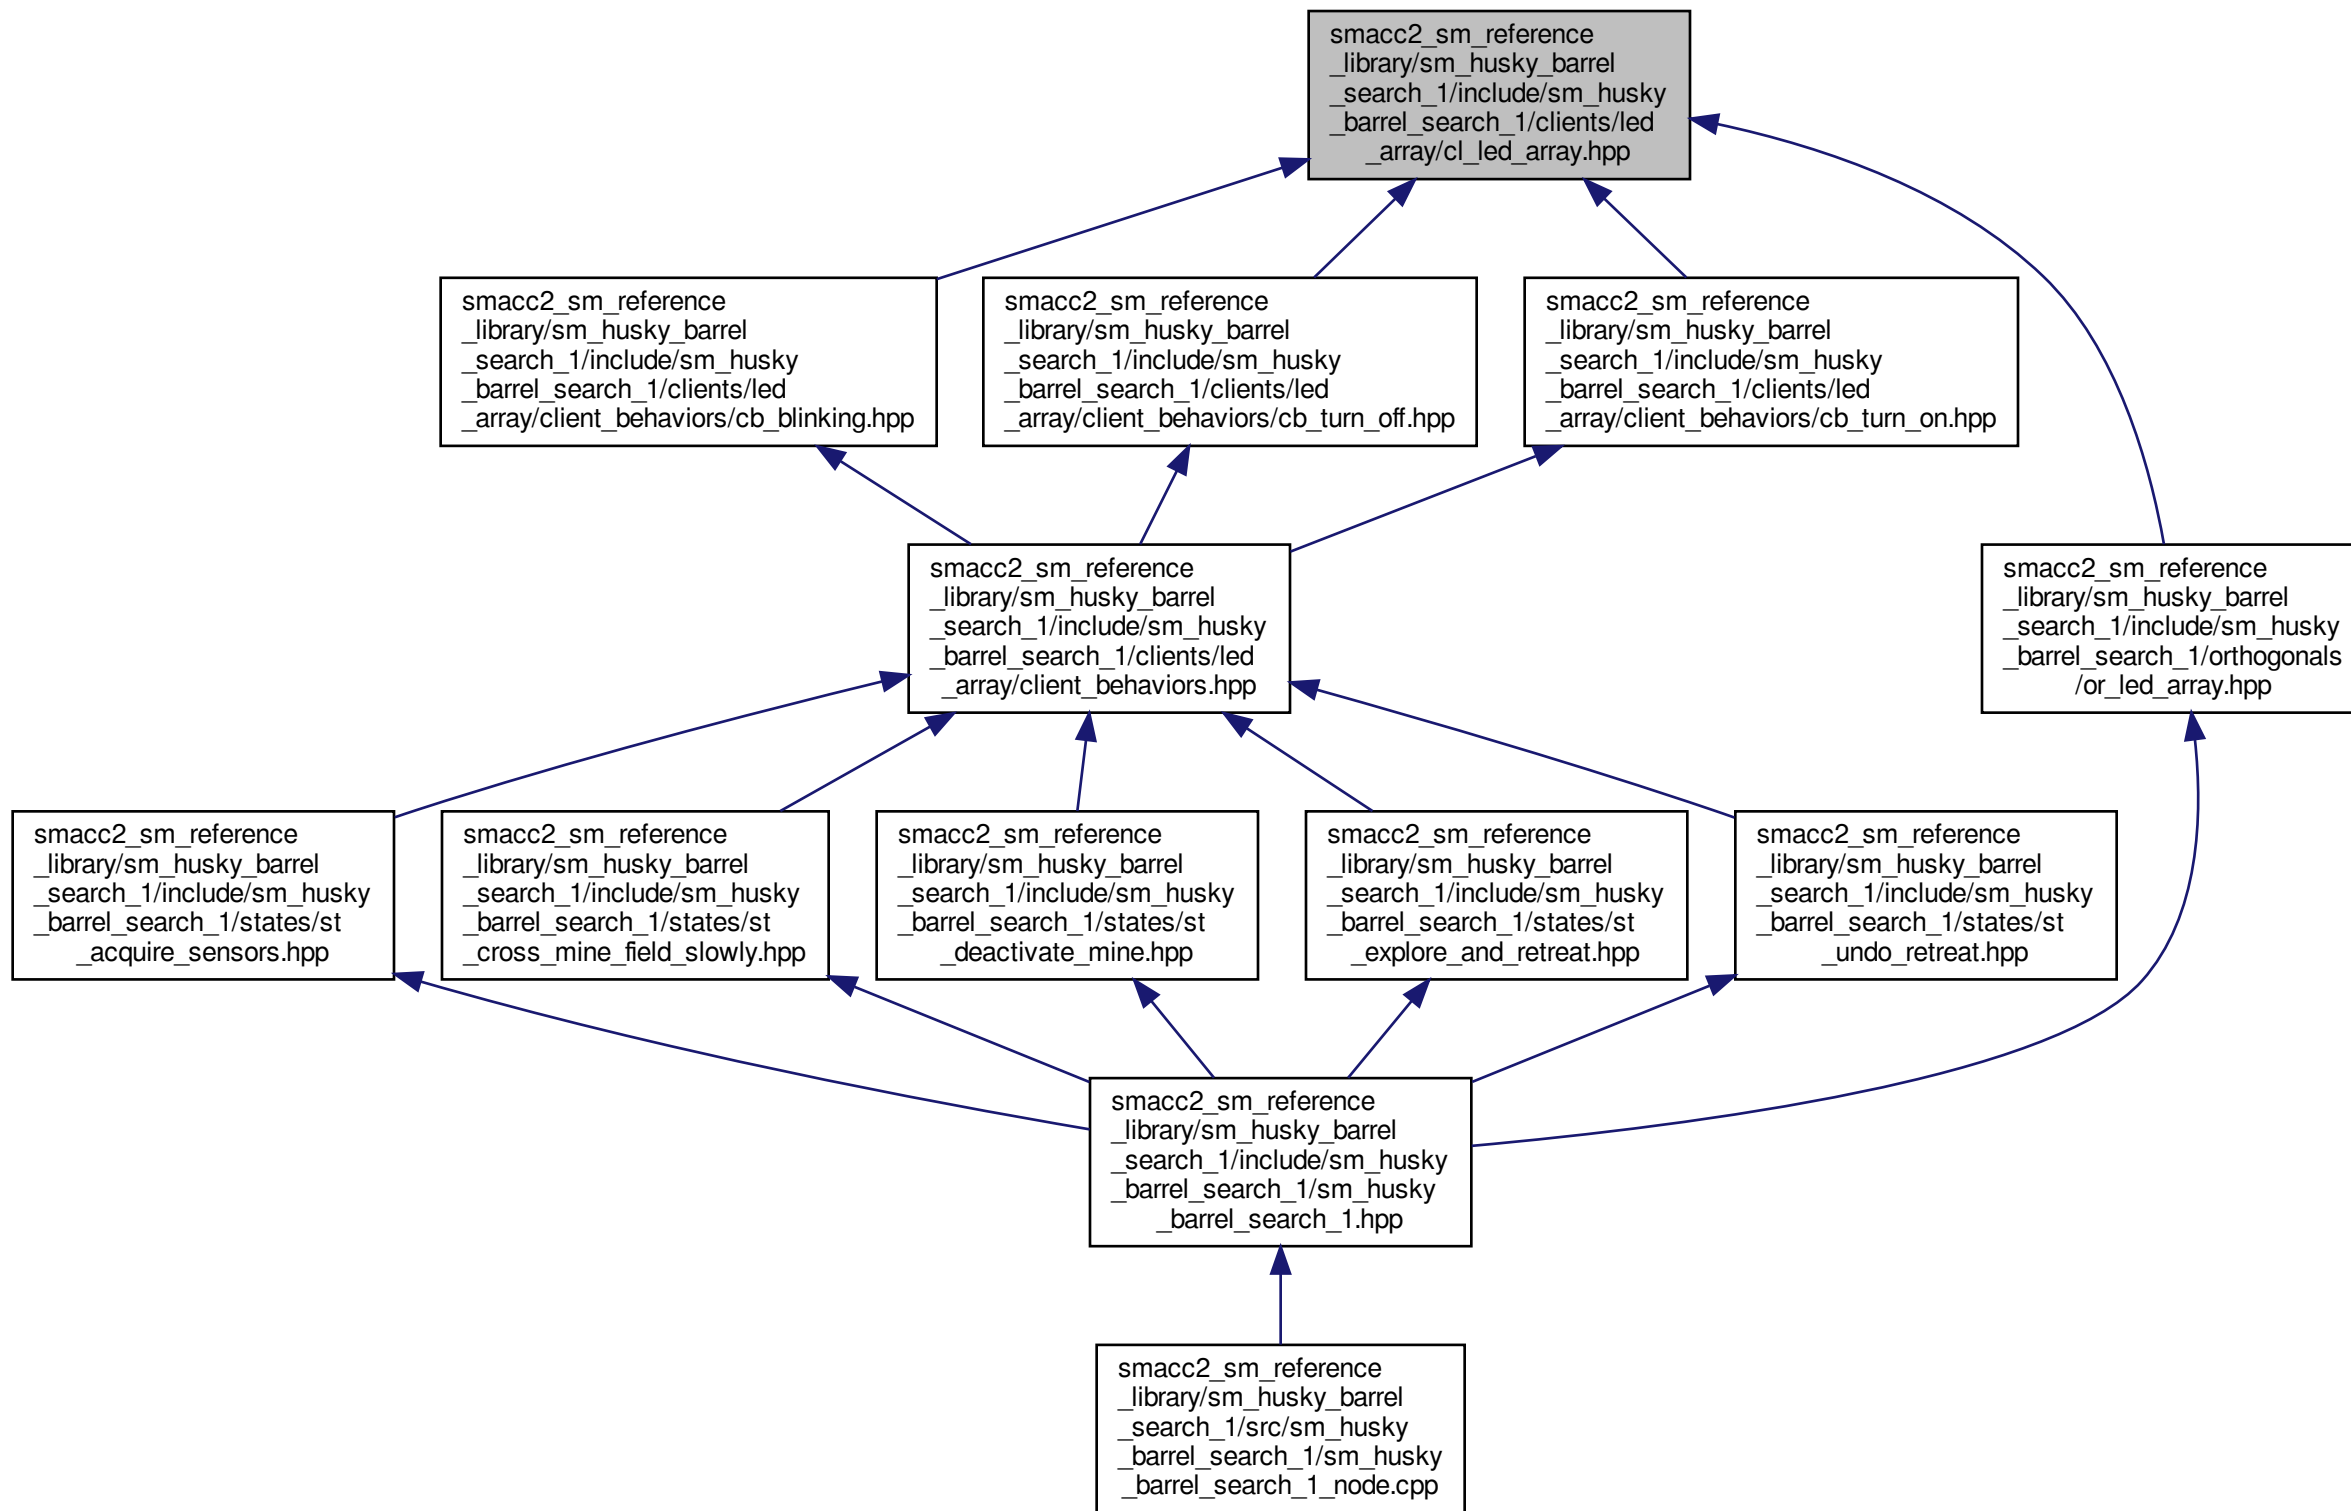 smacc2_sm_reference
_library/sm_husky_barrel
_search_1/include/sm_husky
_barrel_search_1/clients/led
_array/cl_led_array.hpp
smacc2_sm_reference
_library/sm_husky_barrel
_search_1/include/sm_husky
_barrel_search_1/clients/led
_array/client_behaviors/cb_blinking.hpp
smacc2_sm_reference
_library/sm_husky_barrel
_search_1/include/sm_husky
_barrel_search_1/clients/led
_array/client_behaviors/cb_turn_off.hpp
smacc2_sm_reference
_library/sm_husky_barrel
_search_1/include/sm_husky
_barrel_search_1/clients/led
_array/client_behaviors/cb_turn_on.hpp
smacc2_sm_reference
_library/sm_husky_barrel
_search_1/include/sm_husky
_barrel_search_1/clients/led
_array/client_behaviors.hpp
smacc2_sm_reference
_library/sm_husky_barrel
_search_1/include/sm_husky
_barrel_search_1/orthogonals
/or_led_array.hpp
smacc2_sm_reference
_library/sm_husky_barrel
_search_1/include/sm_husky
_barrel_search_1/states/st
_acquire_sensors.hpp
smacc2_sm_reference
_library/sm_husky_barrel
_search_1/include/sm_husky
_barrel_search_1/states/st
_cross_mine_field_slowly.hpp
smacc2_sm_reference
_library/sm_husky_barrel
_search_1/include/sm_husky
_barrel_search_1/states/st
_deactivate_mine.hpp
smacc2_sm_reference
_library/sm_husky_barrel
_search_1/include/sm_husky
_barrel_search_1/states/st
_explore_and_retreat.hpp
smacc2_sm_reference
_library/sm_husky_barrel
_search_1/include/sm_husky
_barrel_search_1/states/st
_undo_retreat.hpp
smacc2_sm_reference
_library/sm_husky_barrel
_search_1/include/sm_husky
_barrel_search_1/sm_husky
_barrel_search_1.hpp
smacc2_sm_reference
_library/sm_husky_barrel
_search_1/src/sm_husky
_barrel_search_1/sm_husky
_barrel_search_1_node.cpp